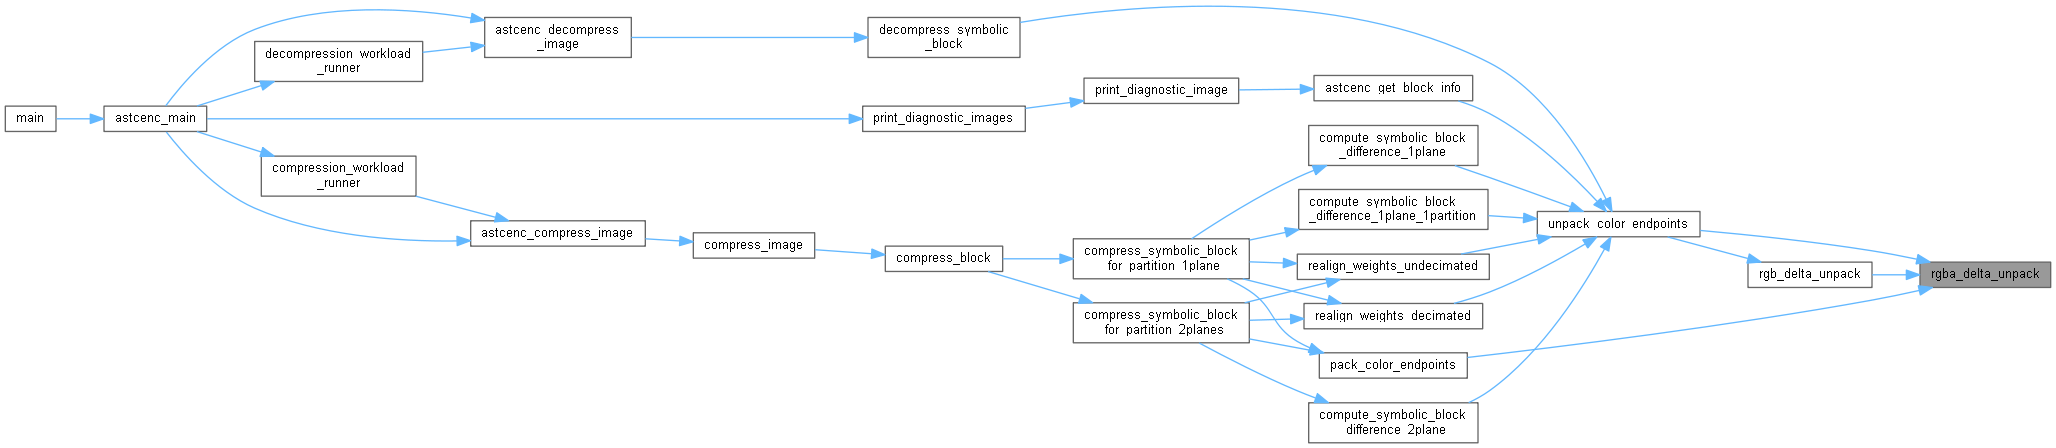 main
astcenc_main
decompression_workload
_runner
compression_workload
_runner
astcenc_decompress
_image
astcenc_compress_image
compress_image
decompress_symbolic
_block
print_diagnostic_images
compress_block
print_diagnostic_image
compress_symbolic_block
_for_partition_1plane
compress_symbolic_block
_for_partition_2planes
astcenc_get_block_info
compute_symbolic_block
_difference_1plane
compute_symbolic_block
_difference_1plane_1partition
realign_weights_undecimated
realign_weights_decimated
pack_color_endpoints
compute_symbolic_block
_difference_2plane
unpack_color_endpoints
rgb_delta_unpack
rgba_delta_unpack